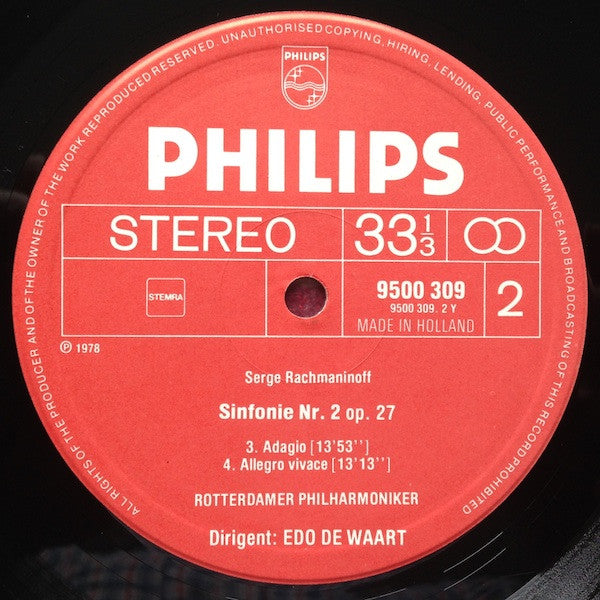 ALL RIGHTS OF THE PRODUCER AND OF THE OWNER OF THE WORK REPRODUCED RESERVED. UNAUTHORISED COPYING, HIRING, LENDING, PUBLIC PERFORMANCE AND BROADCASTING OF THIS RECORD PROHIBITED
PHILIPS
PHILIPS
STEREO
33 1/3
STEMRA
9500 309
9500 309. 2 Y
MADE IN HOLLAND
2
℗ 1978
Serge Rachmaninoff
Sinfonie Nr. 2 op. 27
3. Adagio [13'53'']
4. Allegro vivace [13'13'']
ROTTERDAMER PHILHARMONIKER
Dirigent: EDO DE WAART